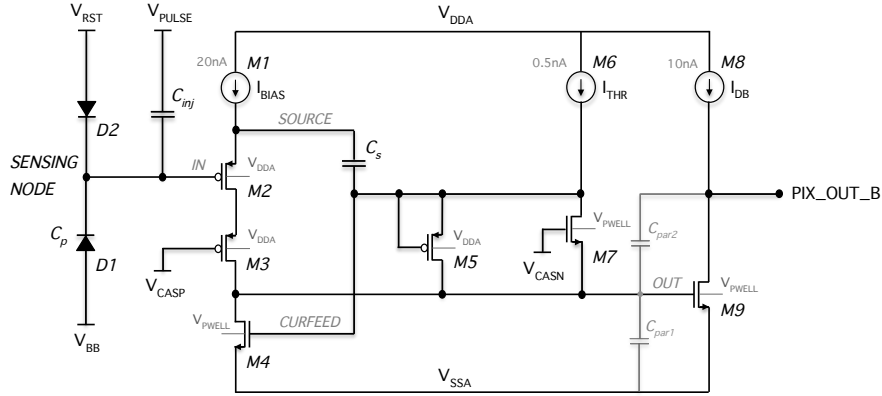 V_DDA
V_RST
V_PULSE
20nA
M1
I_BIAS
0.5nA
M6
I_THR
10nA
M8
I_DB
C_inj
D2
SOURCE
C_s
SENSING
NODE
IN
V_DDA
M2
PIX_OUT_B
C_p
D1
V_DDA
M3
V_CASP
V_DDA
M5
V_PWELL
M7
V_CASN
C_par2
OUT
V_PWELL
M9
V_BB
V_PWELL
CURFEED
M4
C_par1
V_SSA